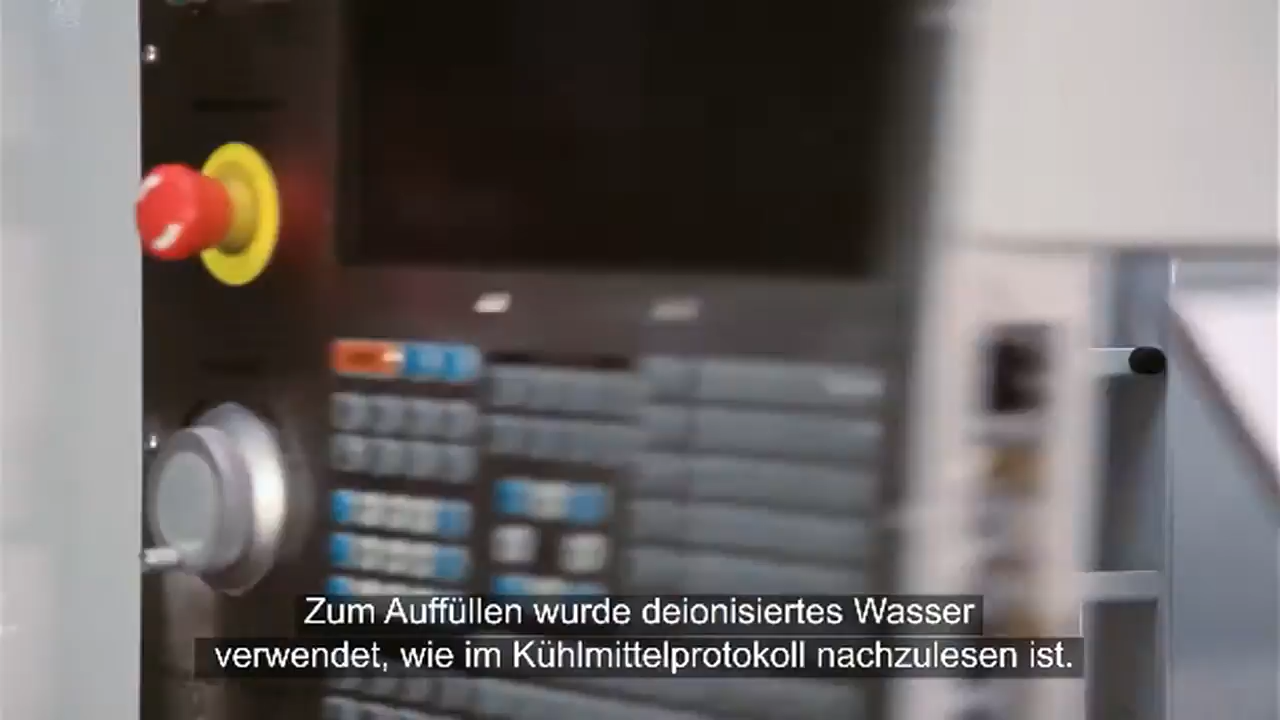 Zum Auffüllen wurde deionisiertes Wasser
verwendet, wie im Kühlmittelprotokoll nachzulesen ist.